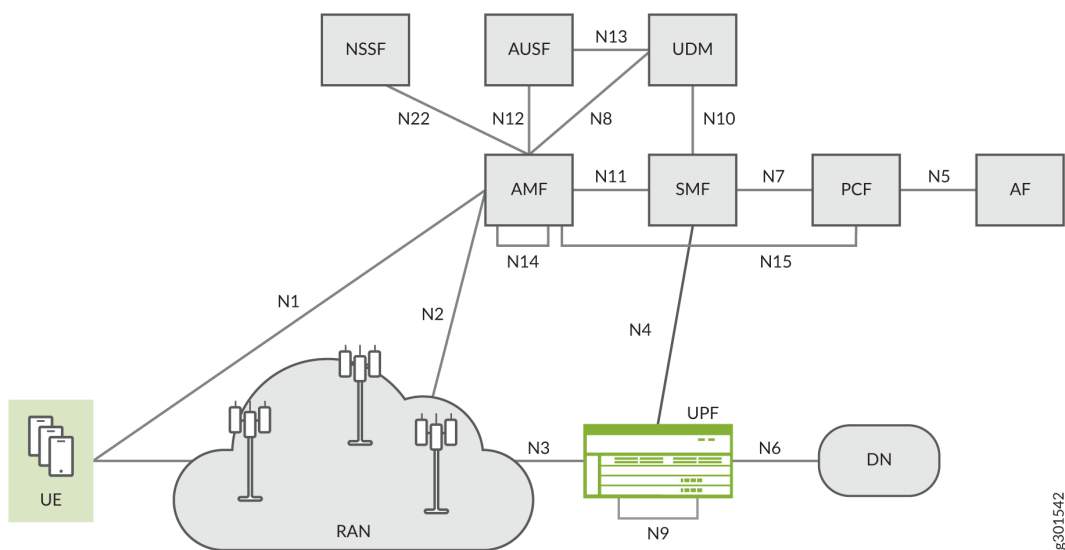 NSSF
AUSF
N13
UDM
N22
N12
N8
N10
AMF
N11
SMF
N7
PCF
N5
AF
N14
N15
N1
N2
N4
UPF
UE
RAN
N3
N6
DN
N9
g301542